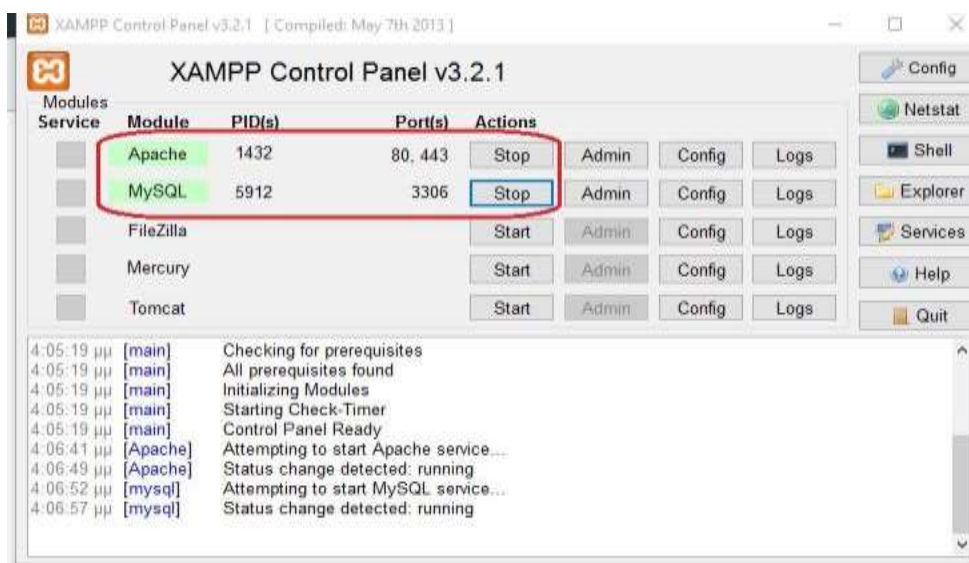 XAMPP Control Panel v3.2.1 [ Compiled: May 7th 2013 ]
XAMPP Control Panel v3.2.1
Config
Modules
Service Module PID(s) Port(s) Actions
Netstat
Apache 1432 80, 443 Stop Admin Config Logs
Shell
MySQL 5912 3306 Stop Admin Config Logs
Explorer
FileZilla Start Admin Config Logs
Services
Mercury Start Admin Config Logs
Help
Tomcat Start Admin Config Logs
Quit
4:05:19 μμ [main] Checking for prerequisites
4:05:19 μμ [main] All prerequisites found
4:05:19 μμ [main] Initializing Modules
4:05:19 μμ [main] Starting Check-Timer
4:05:19 μμ [main] Control Panel Ready
4:06:41 μμ [Apache] Attempting to start Apache service...
4:06:49 μμ [Apache] Status change detected: running
4:06:52 μμ [mysql] Attempting to start MySQL service...
4:06:57 μμ [mysql] Status change detected: running